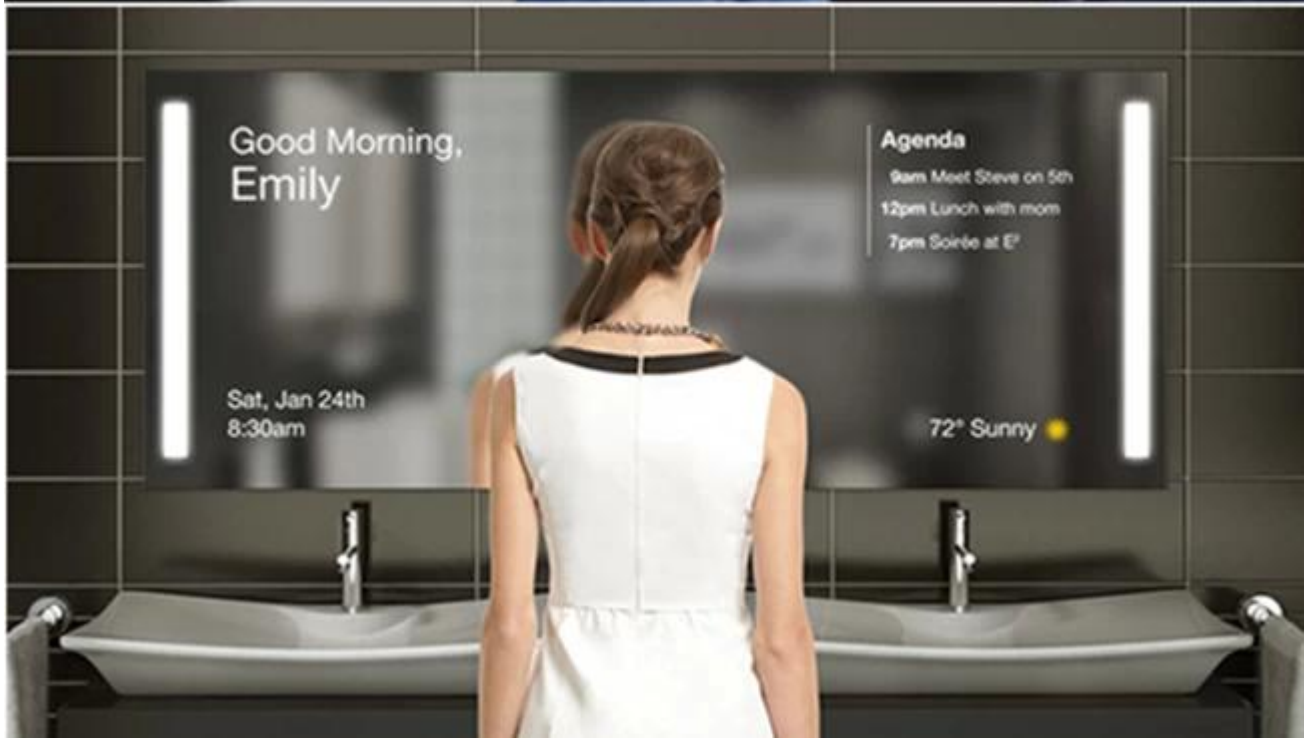 Good Morning,
Emily
Agenda
9am Meet Steve on 5th
12pm Lunch with mom
7pm Soirée at E²
Sat, Jan 24th
8:30am
72° Sunny